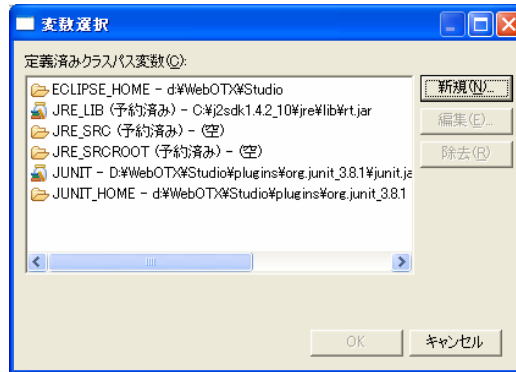 変数選択
定義済みクラスパス変数(C):
ECLIPSE_HOME - d:¥WebOTX¥Studio
JRE_LIB (予約済み) - C:¥j2sdk1.4.2_10¥jre¥lib¥rt.jar
JRE_SRC (予約済み) - (空)
JRE_SRCROOT (予約済み) - (空)
JUNIT - D:¥WebOTX¥Studio¥plugins¥org.junit_3.8.1¥junit.ja
JUNIT_HOME - d:¥WebOTX¥Studio¥plugins¥org.junit_3.8.1
新規(N)...
編集(E)...
除去(R)
OK
キャンセル